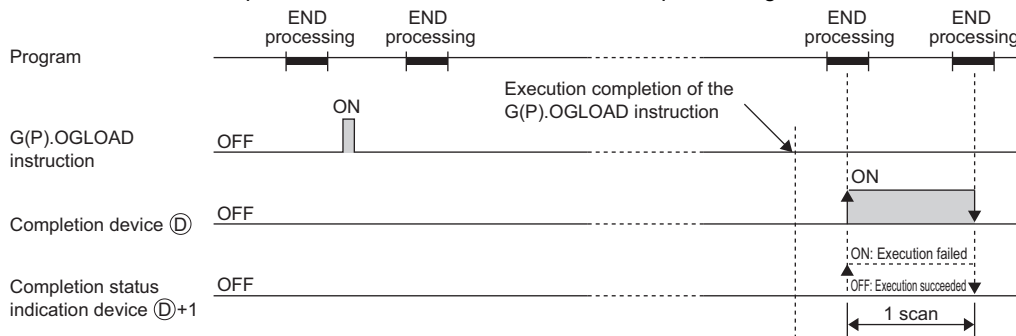 END
processing
END
processing
END
processing
END
processing
Program
Execution completion of the
G(P).OGLOAD instruction
ON
G(P).OGLOAD
instruction
OFF
ON
Completion device Ⓓ
OFF
ON: Execution failed
Completion status
indication device Ⓓ+1
OFF
OFF: Execution succeeded
1 scan